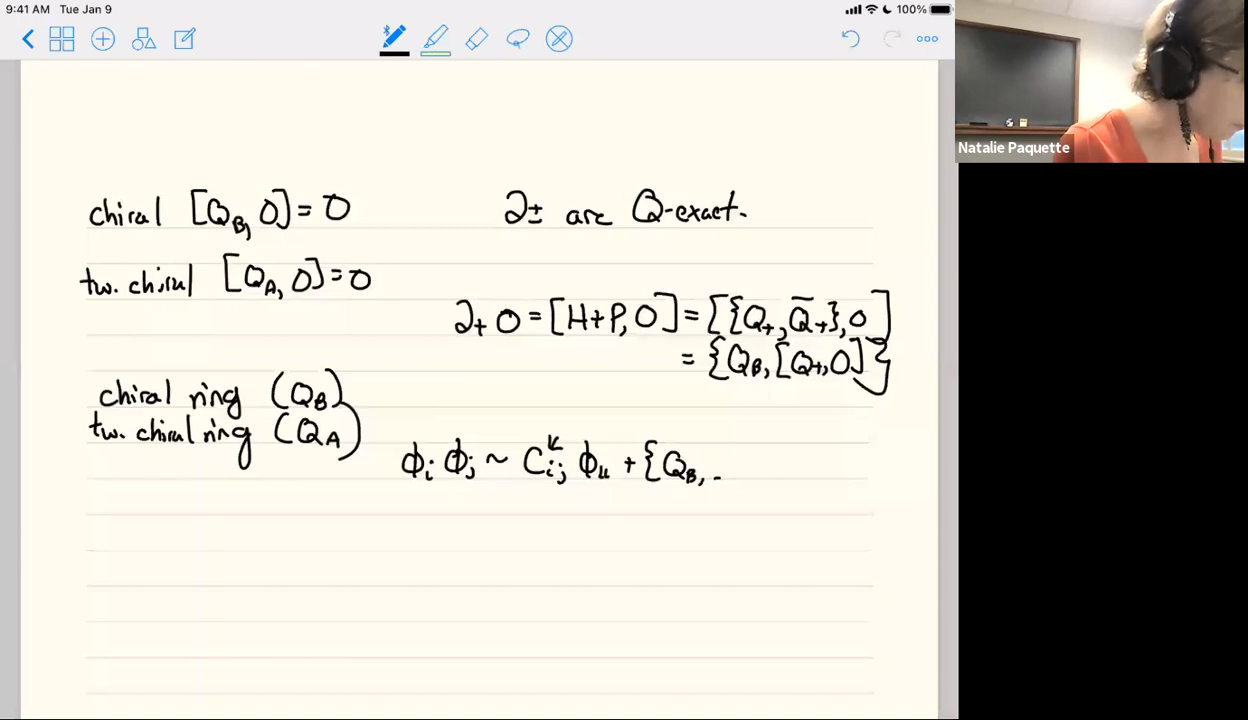 9:41 AM Tue Jan 9
100%
Natalie Paquette
chiral [Q_B, O] = 0
∂± are Q-exact.
tw. chiral [Q_A, O] = 0
∂₊ O = [H+P, O] = [{Q₊, Q̄₊}, O]
= {Q_B, [Q₊, O]}
chiral ring (Q_B)
tw. chiral ring (Q_A)
ϕ_i ϕ_j ~ C_ij^k ϕ_k + {Q_B, -